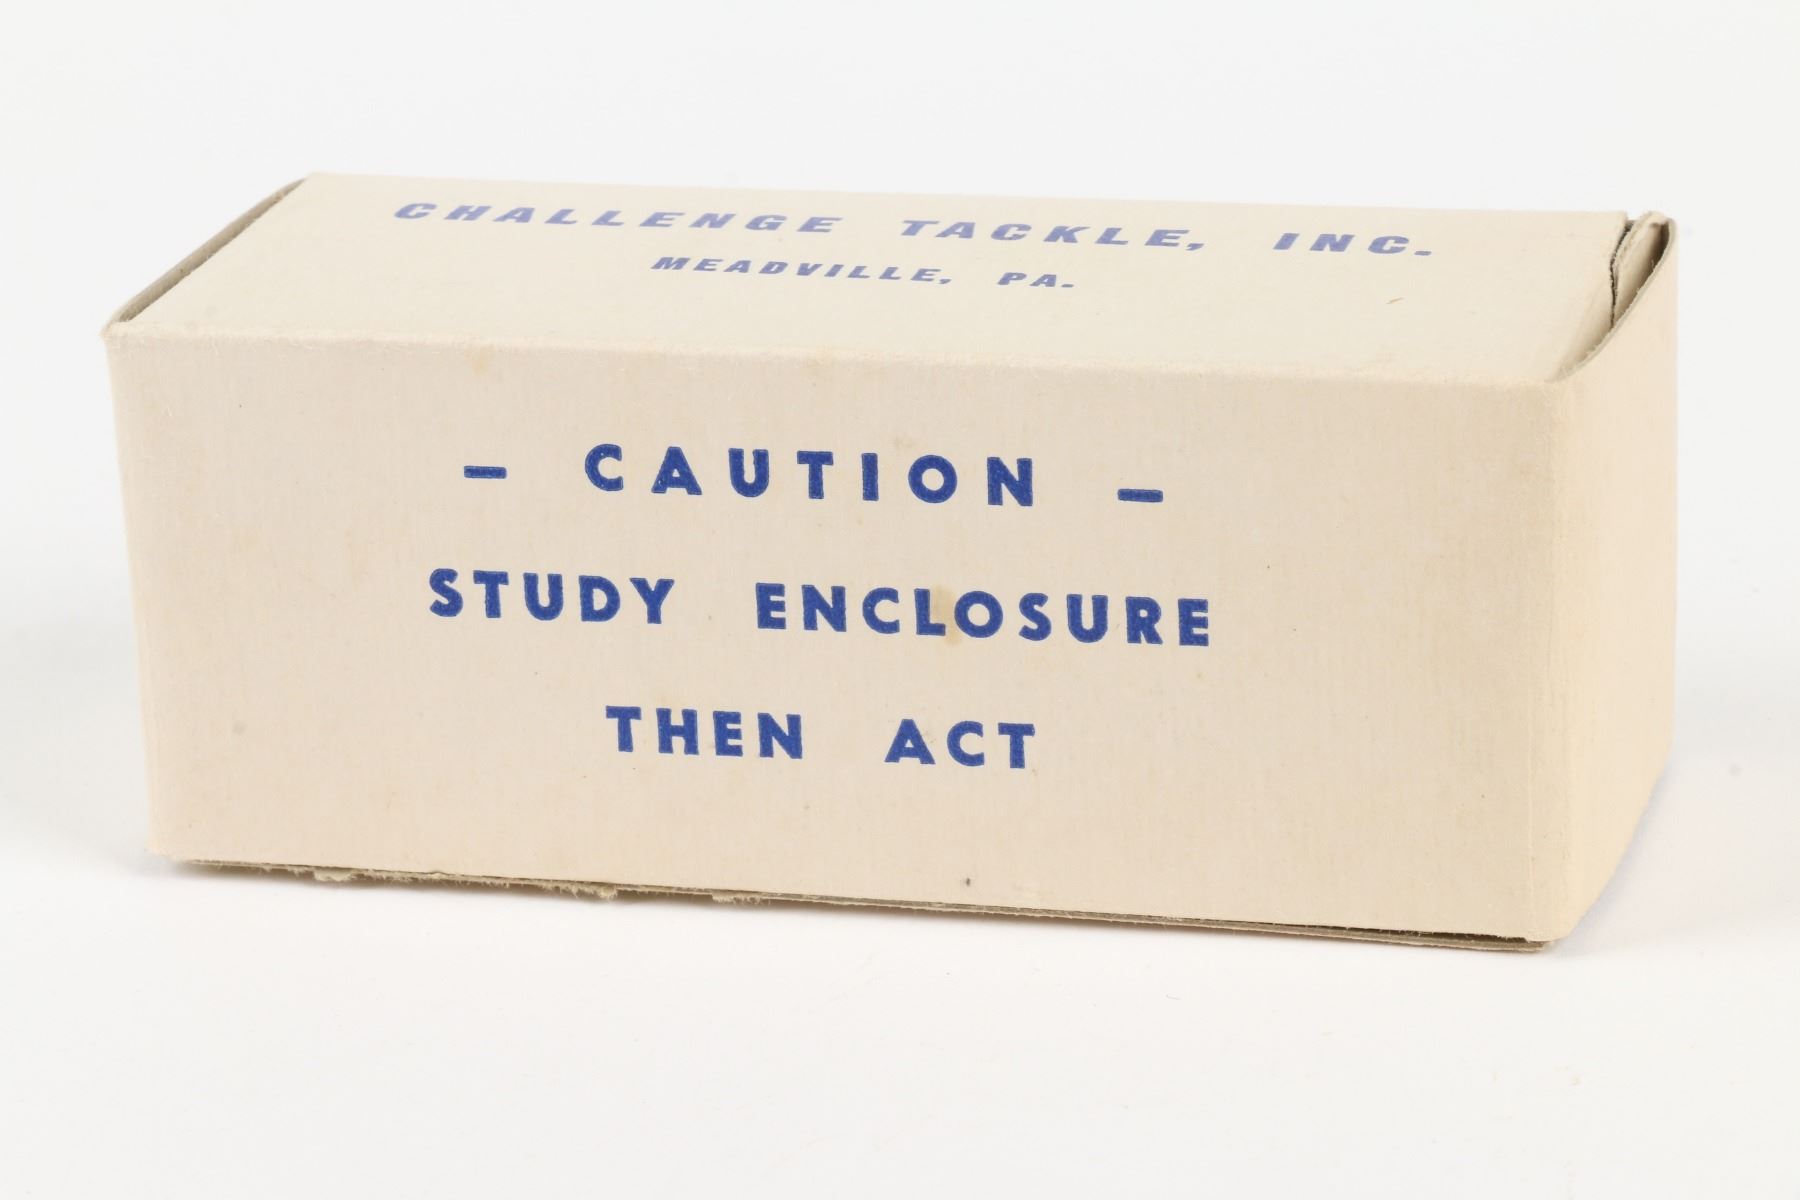 CHALLENGE TACKLE, INC.
MEADVILLE, PA.
– CAUTION –
STUDY ENCLOSURE
THEN ACT